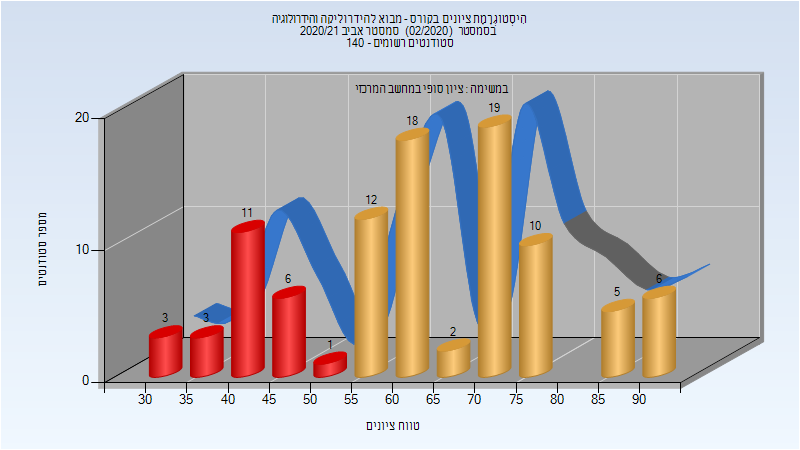 היסטוגרמת ציונים בקורס - מבוא להידרוליקה והידרולוגיה
בסמסטר (02/2020) סמסטר אביב 2020/21
סטודנטים רשומים - 140
במשימה : ציון סופי במחשב המרכזי
מספר סטודנטים
20
10
0
3
3
11
6
1
12
18
2
19
10
5
6
30 35 40 45 50 55 60 65 70 75 80 85 90
טווח ציונים